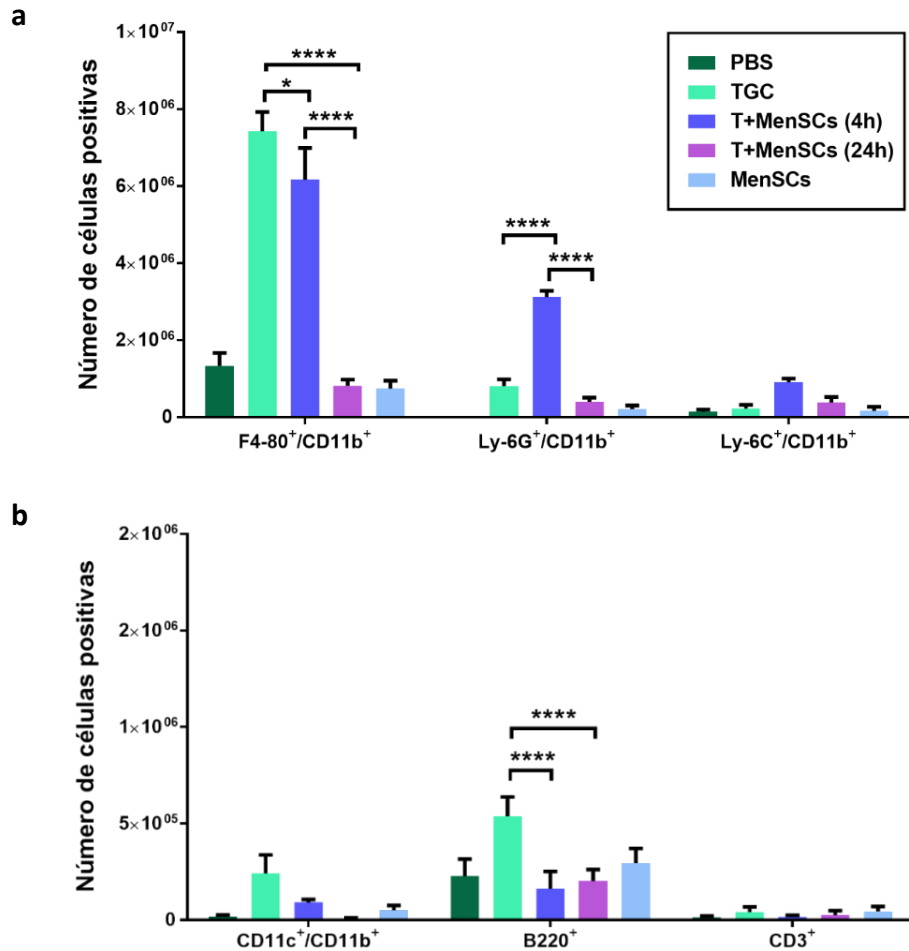 a
Número de células positivas
1×10⁰⁷
8×10⁰⁶
6×10⁰⁶
4×10⁰⁶
2×10⁰⁶
0
****
*
****
****
****
PBS
TGC
T+MenSCs (4h)
T+MenSCs (24h)
MenSCs
F4-80⁺/CD11b⁺
Ly-6G⁺/CD11b⁺
Ly-6C⁺/CD11b⁺
b
Número de células positivas
2×10⁰⁶
2×10⁰⁶
1×10⁰⁶
5×10⁰⁵
0
****
****
CD11c⁺/CD11b⁺
B220⁺
CD3⁺